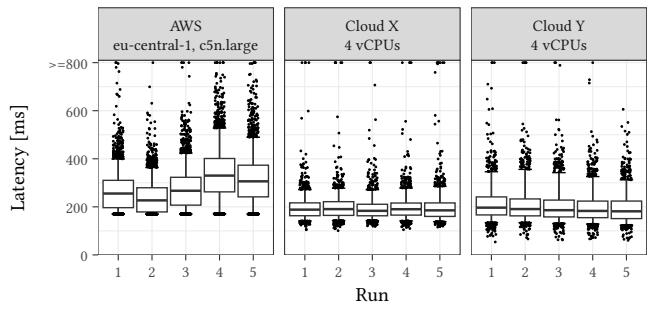 AWS
eu-central-1, c5n.large
Cloud X
4 vCPUs
Cloud Y
4 vCPUs
Latency [ms]
>=800
600
400
200
0
1 2 3 4 5
1 2 3 4 5
1 2 3 4 5
Run